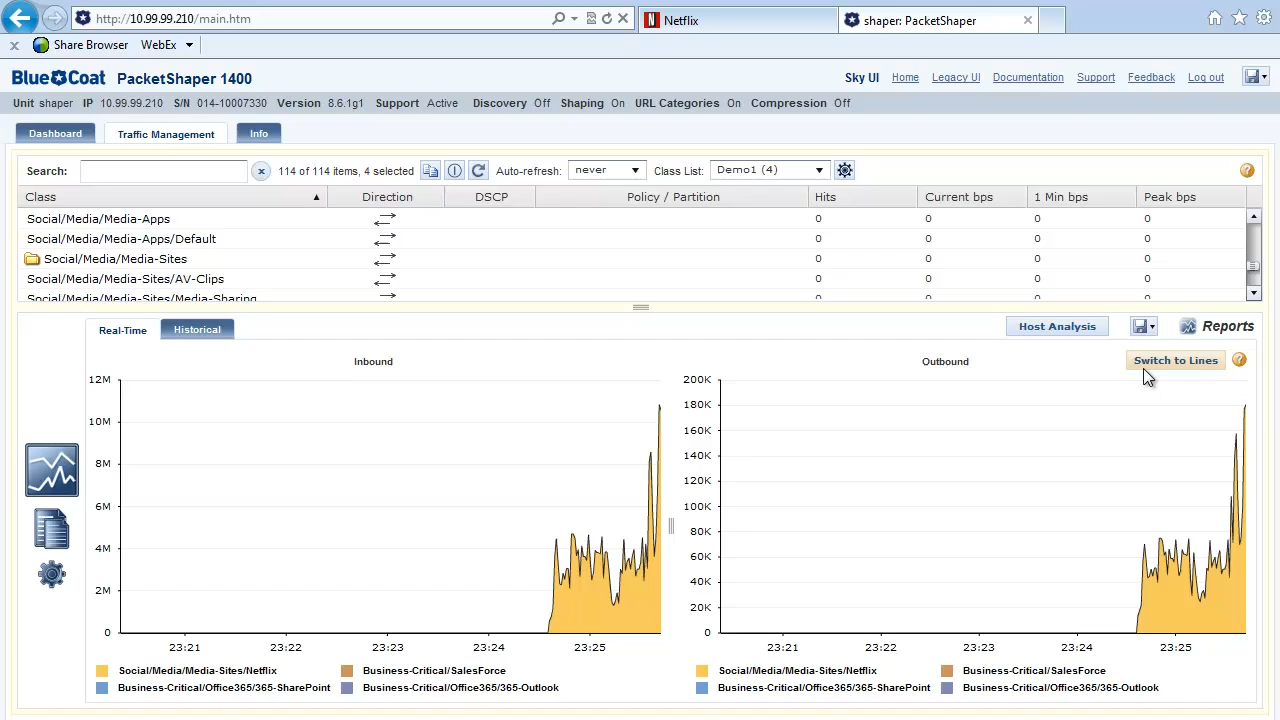 http://10.99.99.210/main.htm
Netflix
shaper: PacketShaper
Share Browser WebEx
Blue Coat PacketShaper 1400
Sky UI Home Legacy UI Documentation Support Feedback Log out
Unit shaper IP 10.99.99.210 S/N 014-10007330 Version 8.6.1g1 Support Active Discovery Off Shaping On URL Categories On Compression Off
Dashboard Traffic Management Info
Search: 114 of 114 items, 4 selected Auto-refresh: never Class List: Demo1 (4)
Class Direction DSCP Policy / Partition Hits Current bps 1 Min bps Peak bps
Social/Media/Media-Apps 0 0 0 0
Social/Media/Media-Apps/Default 0 0 0 0
Social/Media/Media-Sites 0 0 0 0
Social/Media/Media-Sites/AV-Clips 0 0 0 0
Social/Media/Media-Sites/Media-Sharing 0 0 0 0
Real-Time Historical Host Analysis Reports
Inbound
12M
10M
8M
6M
4M
2M
0
23:21 23:22 23:23 23:24 23:25
Social/Media/Media-Sites/Netflix Business-Critical/SalesForce
Business-Critical/Office365/365-SharePoint Business-Critical/Office365/365-Outlook
Outbound
Switch to Lines
200K
180K
160K
140K
120K
100K
80K
60K
40K
20K
0
23:21 23:22 23:23 23:24 23:25
Social/Media/Media-Sites/Netflix Business-Critical/SalesForce
Business-Critical/Office365/365-SharePoint Business-Critical/Office365/365-Outlook